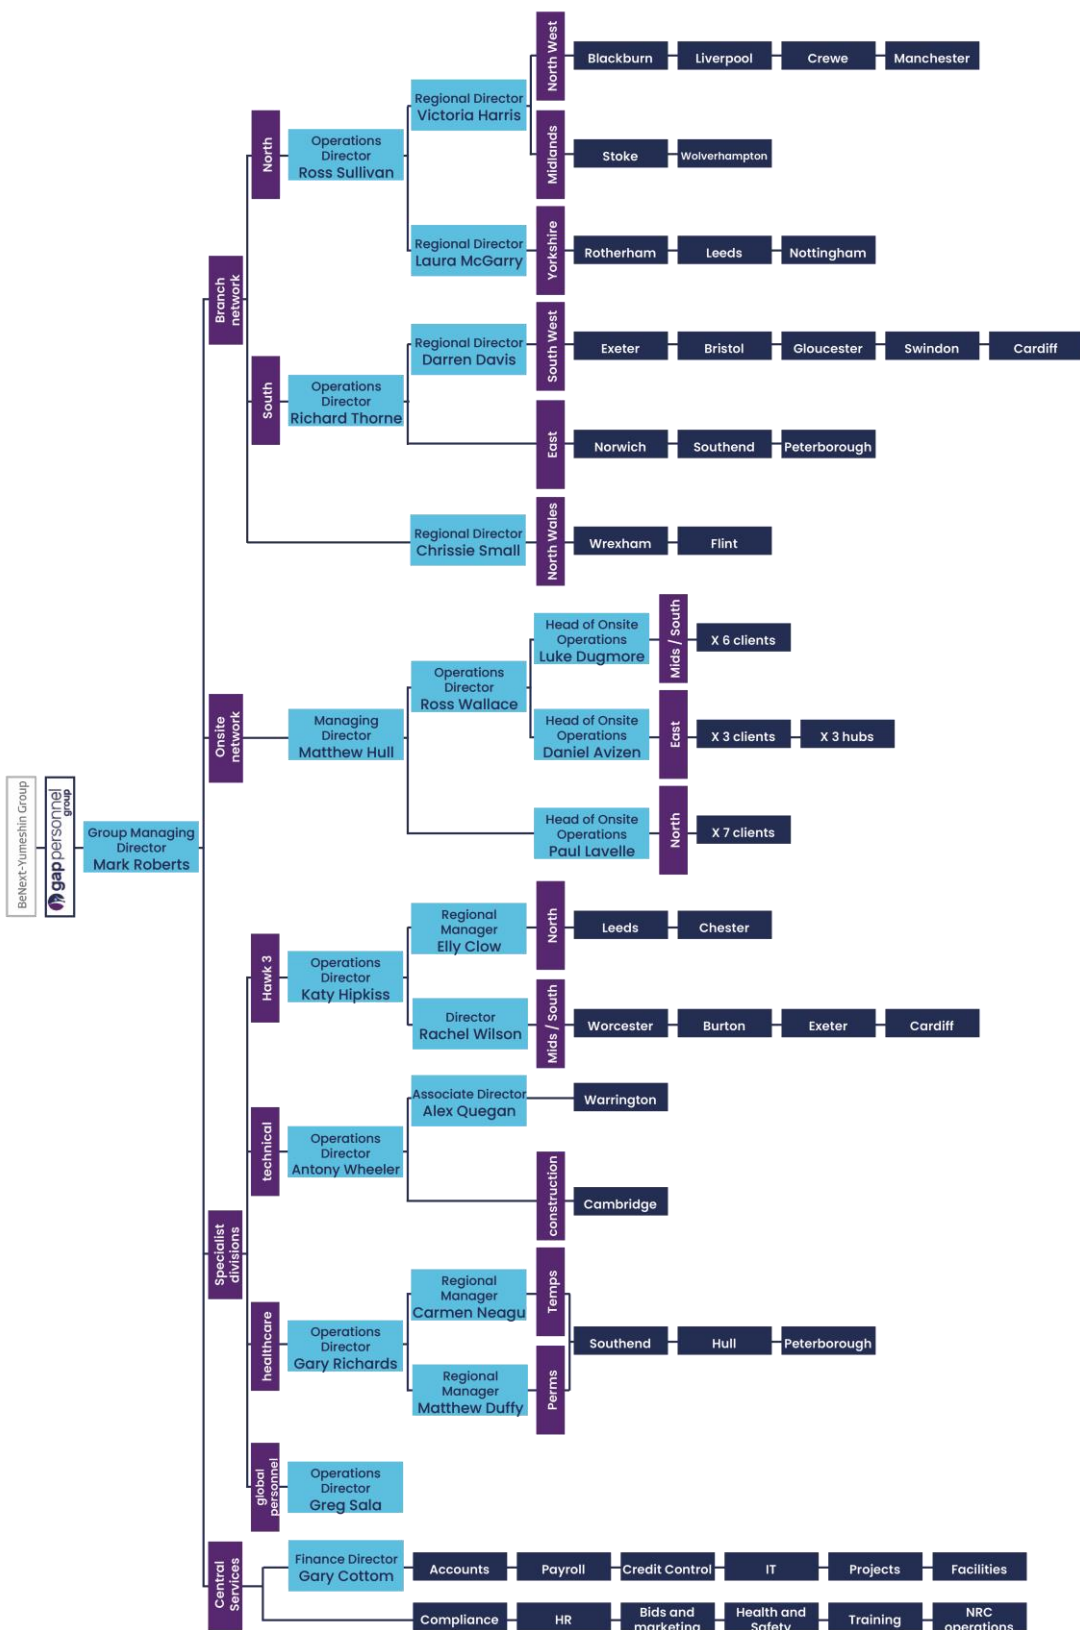 BeNext-Yumeshin Group
gap personnel
group
Group Managing
Director
Mark Roberts
Branch
network
North
Operations
Director
Ross Sullivan
Regional Director
Victoria Harris
North West
Blackburn
Liverpool
Crewe
Manchester
Midlands
Stoke
Wolverhampton
Regional Director
Laura McGarry
Yorkshire
Rotherham
Leeds
Nottingham
South
Operations
Director
Richard Thorne
Regional Director
Darren Davis
South West
Exeter
Bristol
Gloucester
Swindon
Cardiff
East
Norwich
Southend
Peterborough
Regional Director
Chrissie Small
North Wales
Wrexham
Flint
Onsite
network
Managing
Director
Matthew Hull
Operations
Director
Ross Wallace
Head of Onsite
Operations
Luke Dugmore
Mids / South
X 6 clients
Head of Onsite
Operations
Daniel Avizen
East
X 3 clients
X 3 hubs
Head of Onsite
Operations
Paul Lavelle
North
X 7 clients
Specialist
divisions
Hawk 3
Operations
Director
Katy Hipkiss
Regional
Manager
Elly Clow
North
Leeds
Chester
Director
Rachel Wilson
Mids / South
Worcester
Burton
Exeter
Cardiff
technical
Operations
Director
Antony Wheeler
Associate Director
Alex Quegan
Warrington
construction
Cambridge
healthcare
Operations
Director
Gary Richards
Regional
Manager
Carmen Neagu
Temps
Regional
Manager
Matthew Duffy
Perms
Southend
Hull
Peterborough
global
personnel
Operations
Director
Greg Sala
Central
Services
Finance Director
Gary Cottom
Accounts
Payroll
Credit Control
IT
Projects
Facilities
Compliance
HR
Bids and
marketing
Health and
Safety
Training
NRC
operations